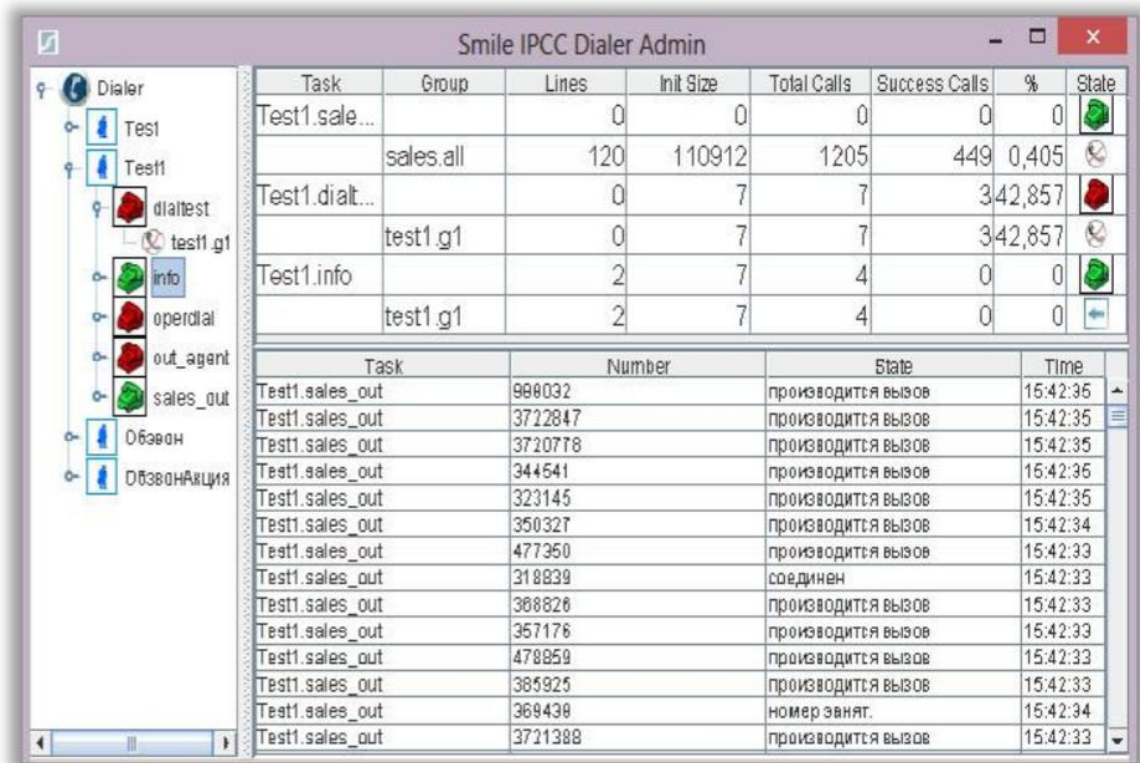 Smile IPCC Dialer Admin
Dialer
Test
Test1
dialtest
test1.g1
info
operdial
out_agent
sales_out
Обзвон
ОбзвонАкция
Task Group Lines Init Size Total Calls Success Calls % State
Test1.sale... 0 0 0 0 0
sales.all 120 110912 1205 449 0,405
Test1.dialt... 0 7 7 3 42,857
test1.g1 0 7 7 3 42,857
Test1.info 2 7 4 0 0
test1.g1 2 7 4 0 0
Task Number State Time
Test1.sales_out 998032 производится вызов 15:42:35
Test1.sales_out 3722847 производится вызов 15:42:35
Test1.sales_out 3720778 производится вызов 15:42:35
Test1.sales_out 344541 производится вызов 15:42:35
Test1.sales_out 323145 производится вызов 15:42:35
Test1.sales_out 350327 производится вызов 15:42:34
Test1.sales_out 477350 производится вызов 15:42:33
Test1.sales_out 318839 соединен 15:42:33
Test1.sales_out 368826 производится вызов 15:42:33
Test1.sales_out 357176 производится вызов 15:42:33
Test1.sales_out 478859 производится вызов 15:42:33
Test1.sales_out 385925 производится вызов 15:42:33
Test1.sales_out 369439 номер занят. 15:42:34
Test1.sales_out 3721388 производится вызов 15:42:33